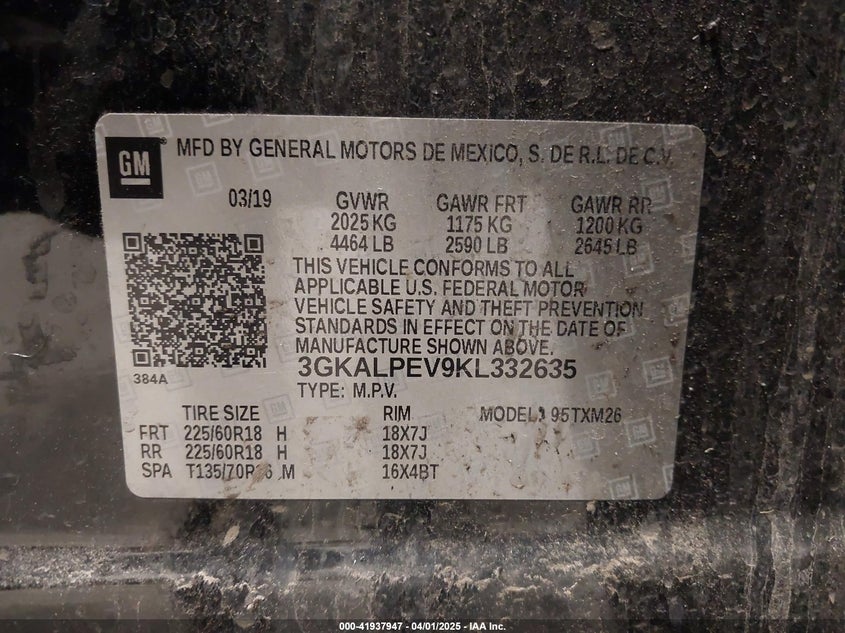 GM
MFD BY GENERAL MOTORS DE MEXICO, S. DE R.L. DE C.V.
03/19 GVWR GAWR FRT GAWR RR
2025 KG 1175 KG 1200 KG
4464 LB 2590 LB 2645 LB
THIS VEHICLE CONFORMS TO ALL
APPLICABLE U.S. FEDERAL MOTOR
VEHICLE SAFETY AND THEFT PREVENTION
STANDARDS IN EFFECT ON THE DATE OF
MANUFACTURE SHOWN ABOVE.
3GKALPEV9KL332635
384A
TYPE: M.P.V.
TIRE SIZE RIM MODEL: 95TXM26
FRT 225/60R18 H 18X7J
RR 225/60R18 H 18X7J
SPA T135/70R16 M 16X4BT
000-41937947 - 04/01/2025 - IAA Inc.